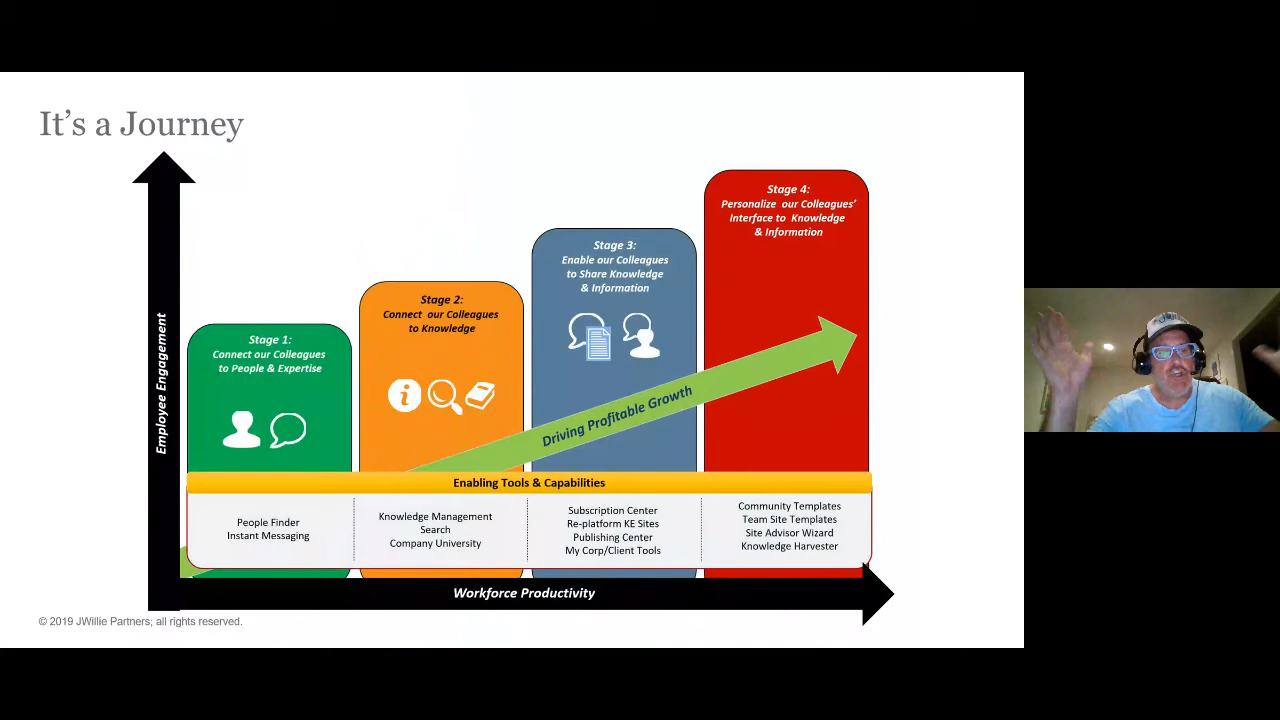 It's a Journey
Employee Engagement
Stage 1:
Connect our Colleagues
to People & Expertise
Stage 2:
Connect our Colleagues
to Knowledge
Stage 3:
Enable our Colleagues
to Share Knowledge
& Information
Stage 4:
Personalize our Colleagues'
Interface to Knowledge
& Information
Driving Profitable Growth
Enabling Tools & Capabilities
People Finder
Instant Messaging
Knowledge Management
Search
Company University
Subscription Center
Re-platform KE Sites
Publishing Center
My Corp/Client Tools
Community Templates
Team Site Templates
Site Advisor Wizard
Knowledge Harvester
Workforce Productivity
© 2019 JWillie Partners; all rights reserved.